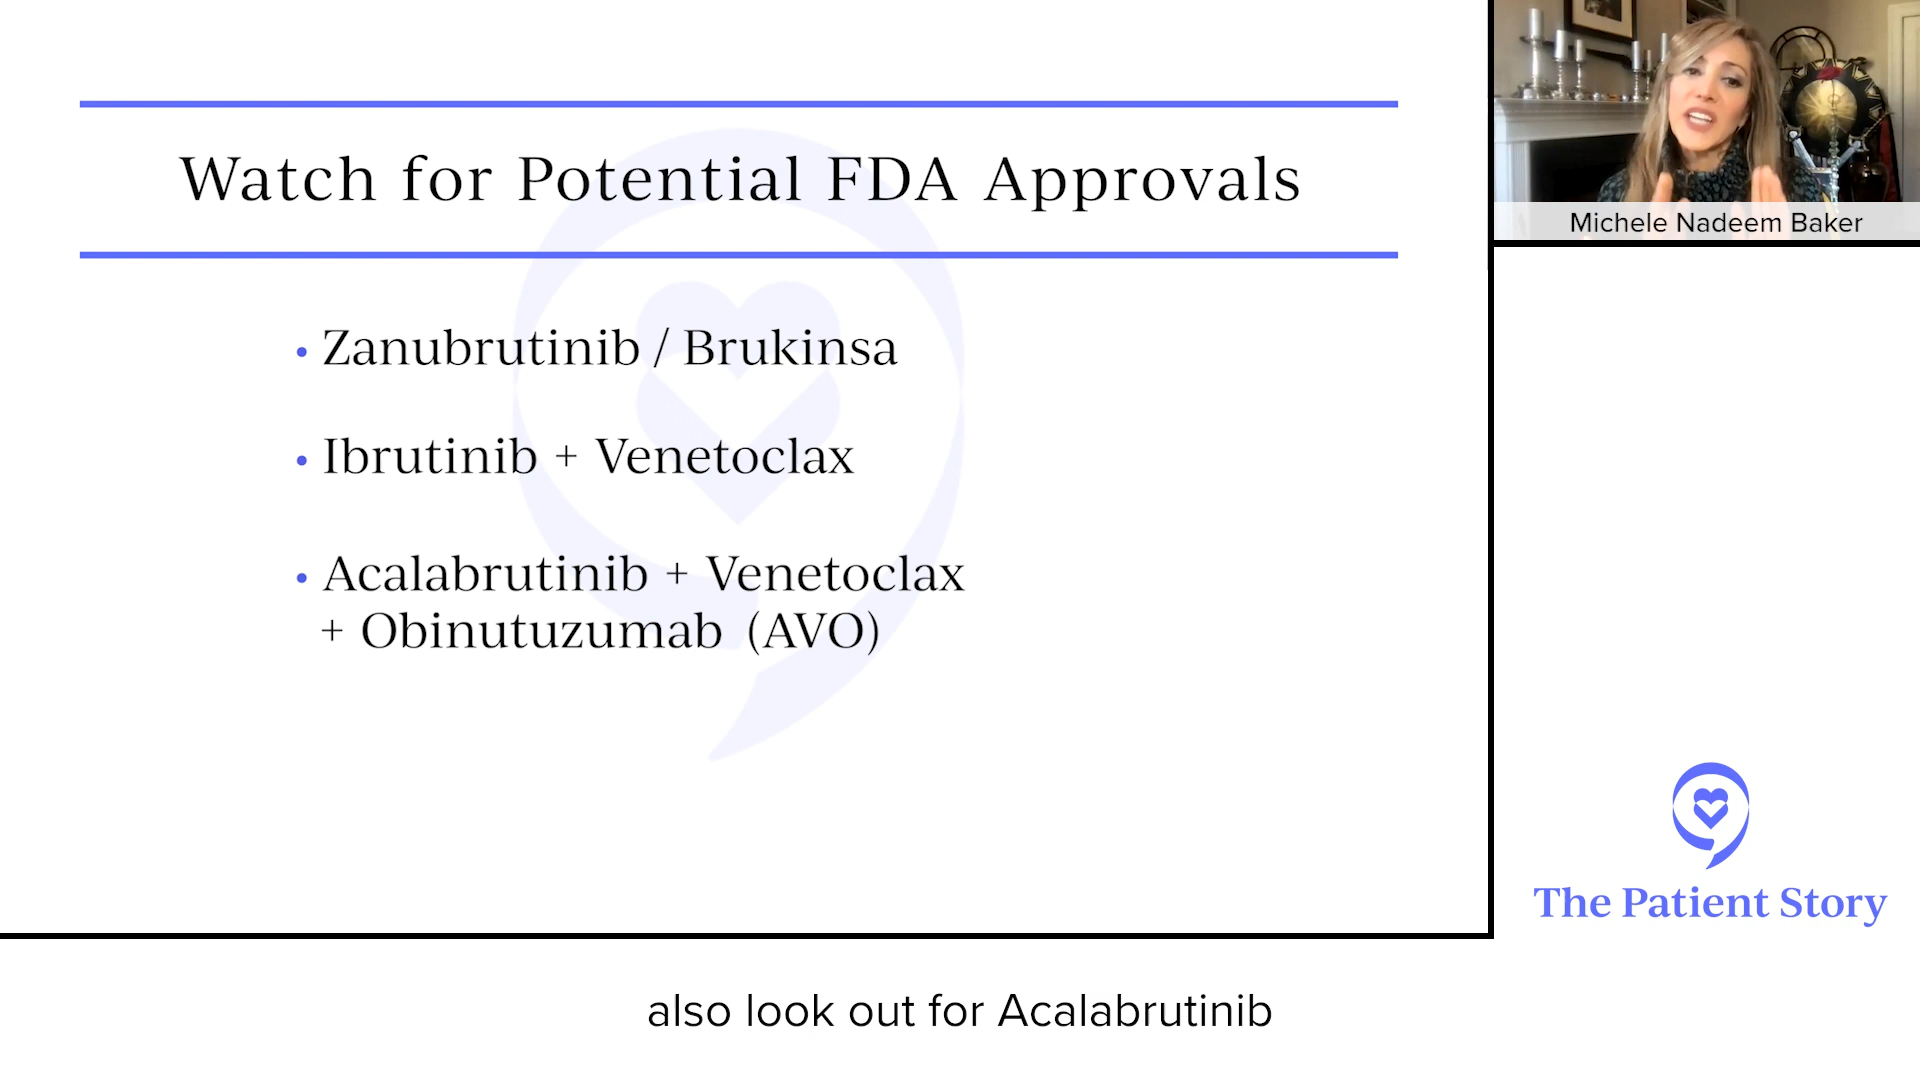 Watch for Potential FDA Approvals
• Zanubrutinib / Brukinsa
• Ibrutinib + Venetoclax
• Acalabrutinib + Venetoclax
+ Obinutuzumab (AVO)
Michele Nadeem Baker
The Patient Story
also look out for Acalabrutinib